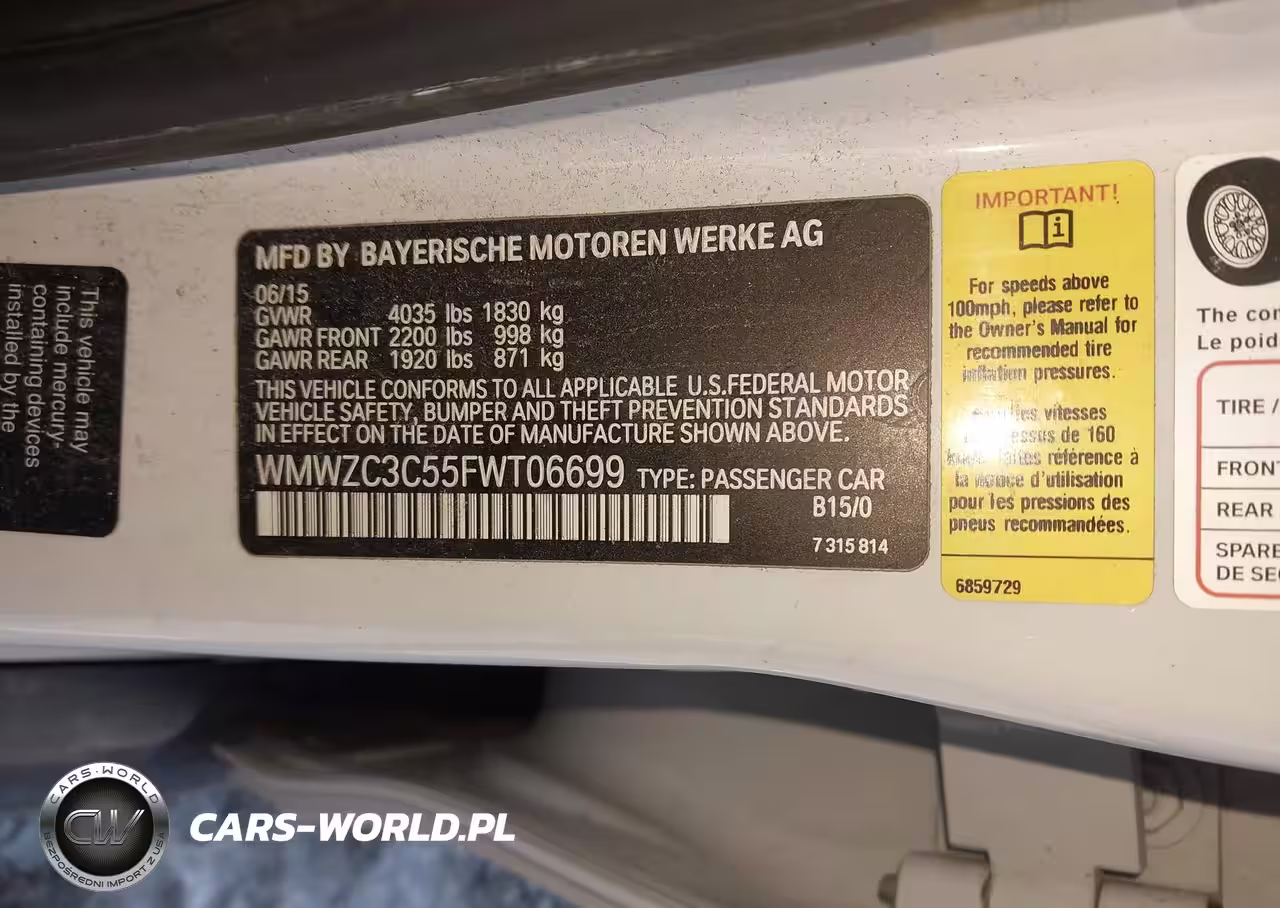 This vehicle may
include mercury-
containing devices
installed by the
MFD BY BAYERISCHE MOTOREN WERKE AG
06/15
GVWR 4035 lbs 1830 kg
GAWR FRONT 2200 lbs 998 kg
GAWR REAR 1920 lbs 871 kg
THIS VEHICLE CONFORMS TO ALL APPLICABLE U.S.FEDERAL MOTOR
VEHICLE SAFETY, BUMPER AND THEFT PREVENTION STANDARDS
IN EFFECT ON THE DATE OF MANUFACTURE SHOWN ABOVE.
WMWZC3C55FWT06699 TYPE: PASSENGER CAR
B15/0
7 315 814
IMPORTANT!
For speeds above
100mph, please refer to
the Owner's Manual for
recommended tire
inflation pressures.
vitesses
de 160
référence à
la notice d'utilisation
pour les pressions des
pneus recommandées.
6859729
The con
Le poid
TIRE /
FRONT
REAR
SPARE
DE SEC
CARS-WORLD
CW
BEZPOŚREDNI IMPORT Z USA
CARS-WORLD.PL